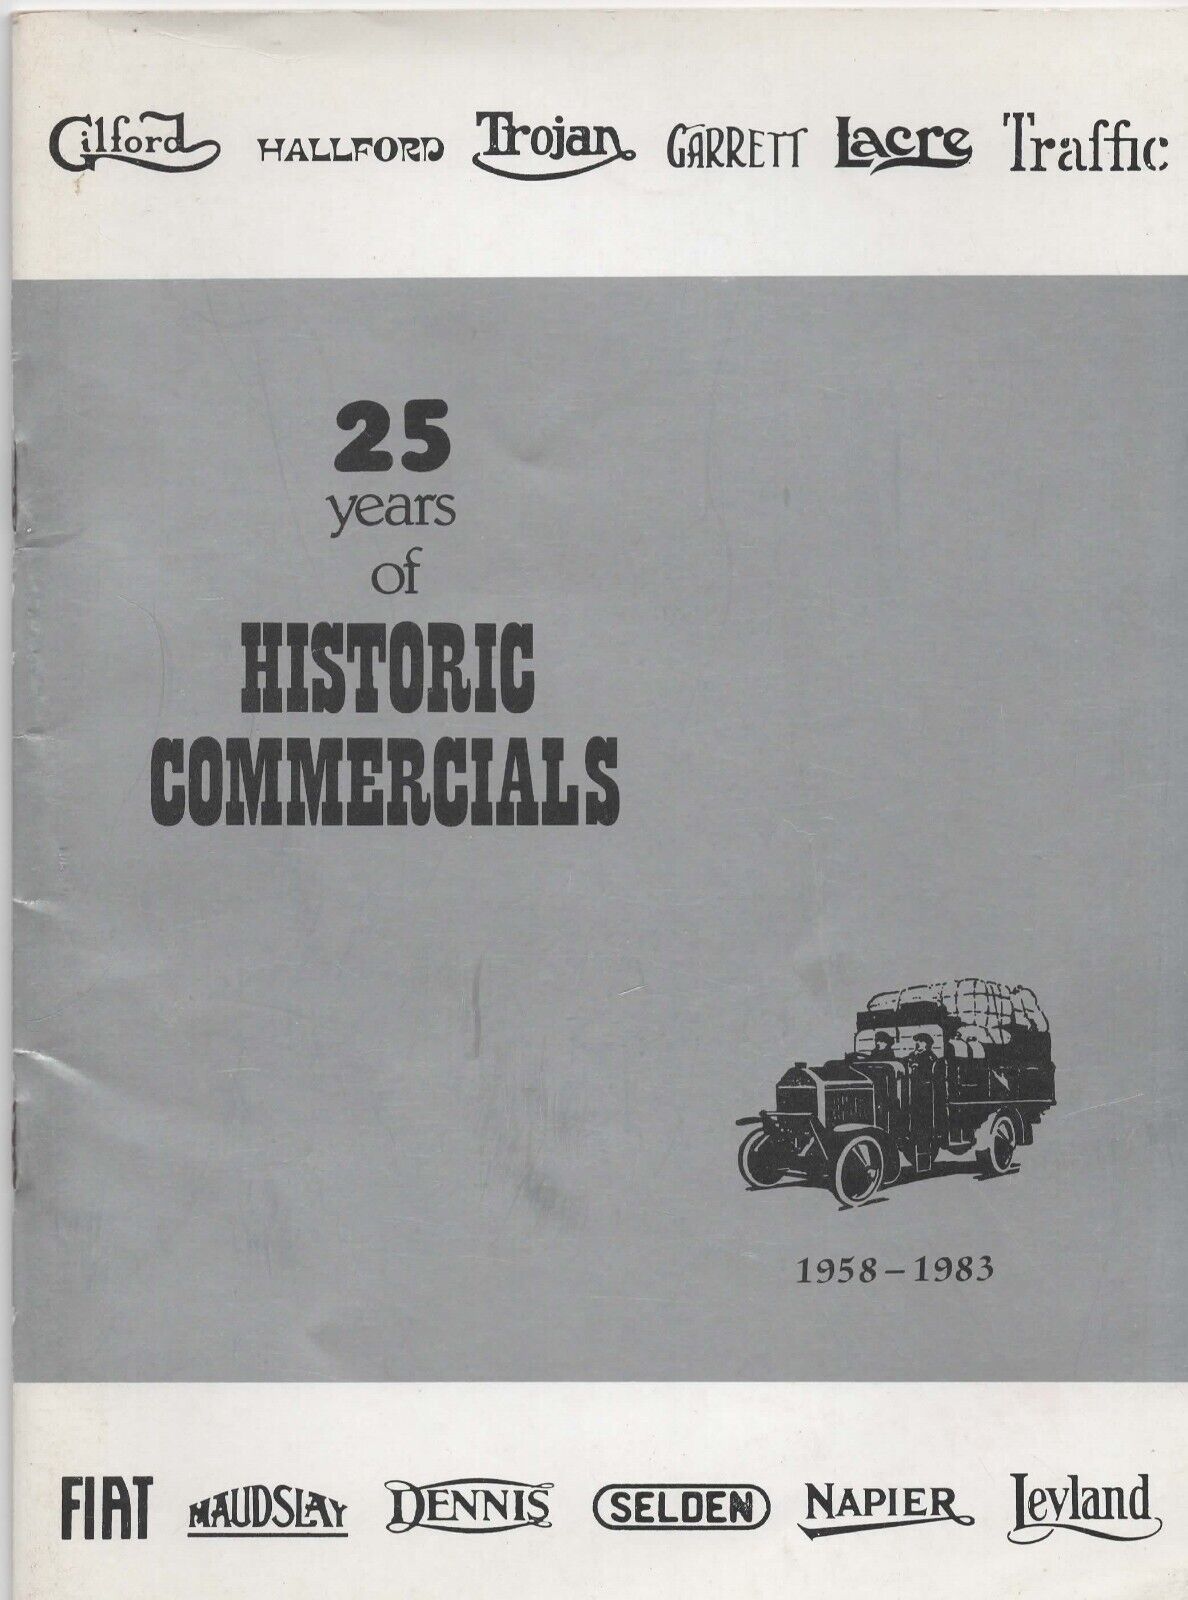 Gilford HALLFORD Trojan GARRETT Lacre Traffic
25
years
of
HISTORIC
COMMERCIALS
1958-1983
FIAT MAUDSLAY DENNIS SELDEN NAPIER Leyland